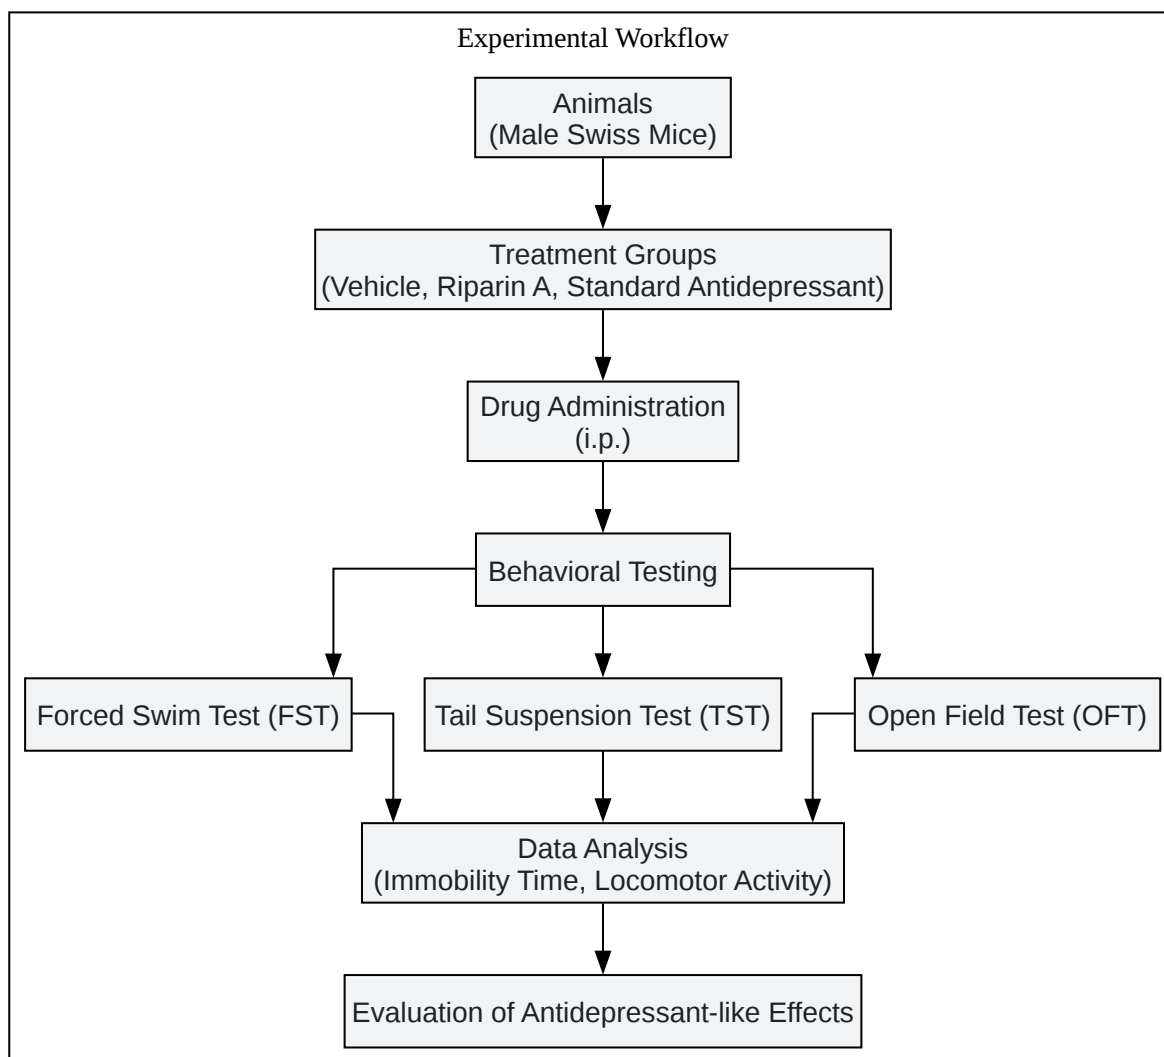 Experimental Workflow
Animals
(Male Swiss Mice)
Treatment Groups
(Vehicle, Riparin A, Standard Antidepressant)
Drug Administration
(i.p.)
Behavioral Testing
Forced Swim Test (FST)
Tail Suspension Test (TST)
Open Field Test (OFT)
Data Analysis
(Immobility Time, Locomotor Activity)
Evaluation of Antidepressant-like Effects